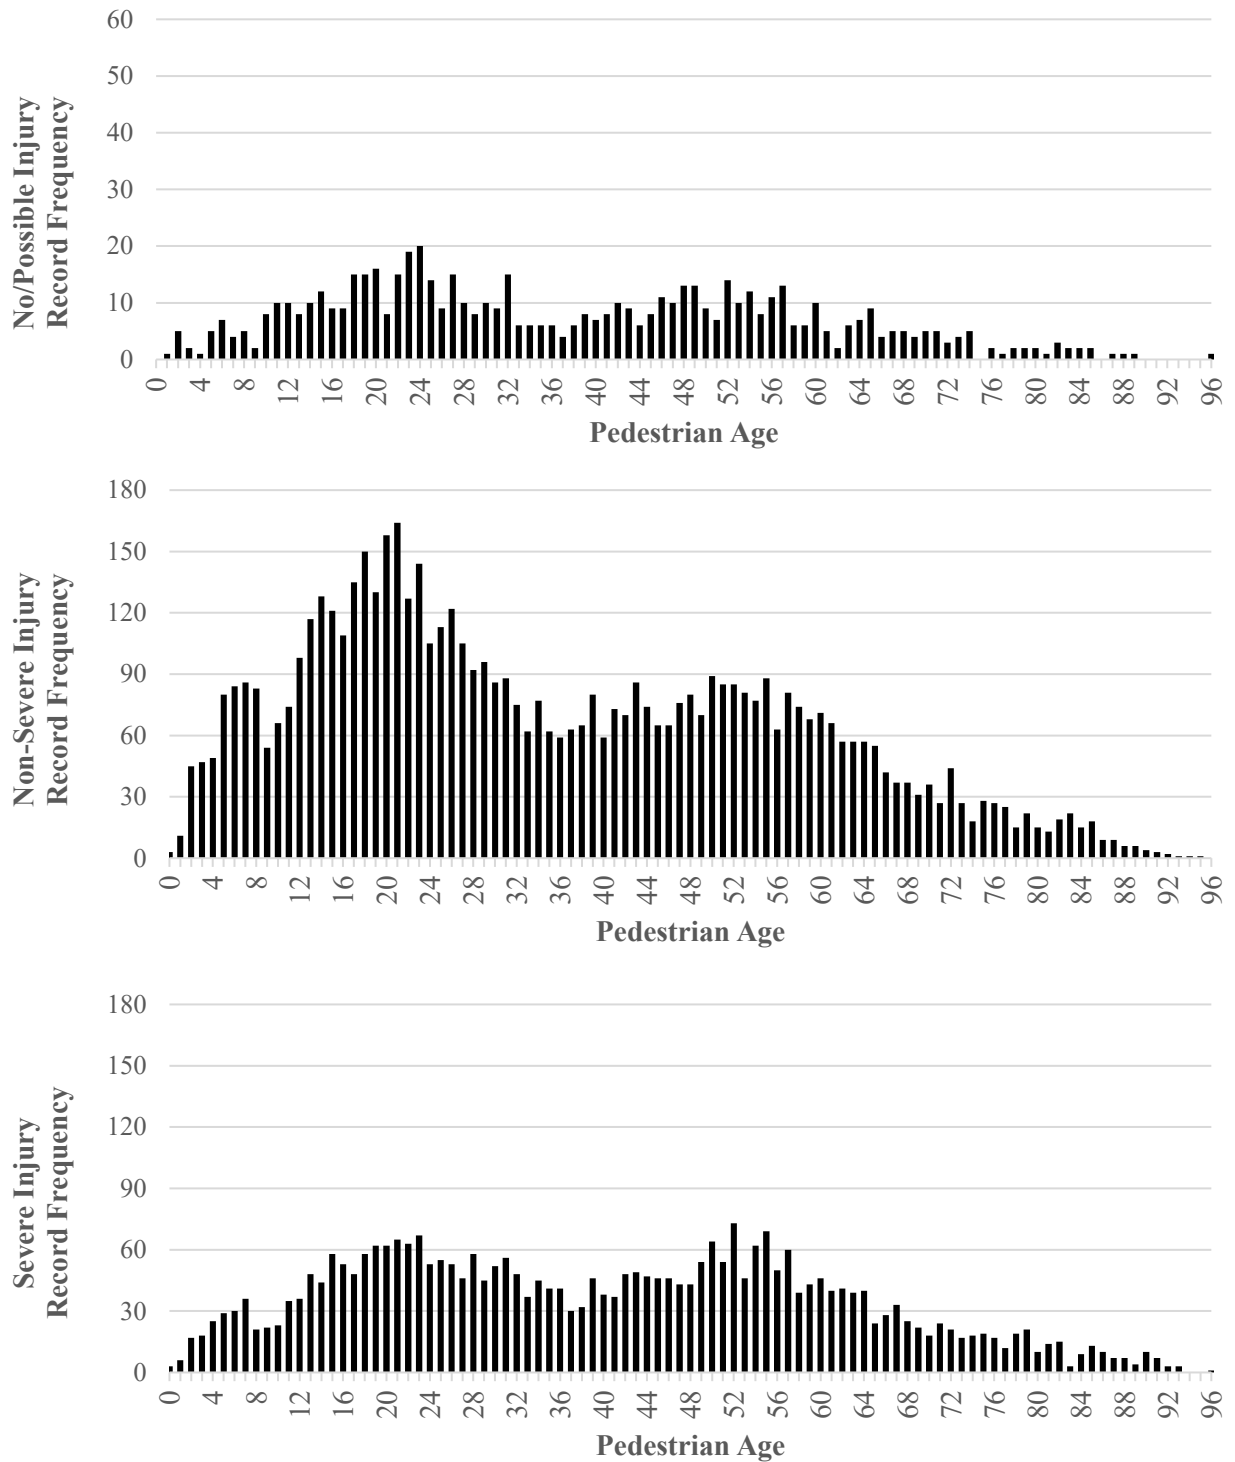 60
50
40
30
20
10
0
No/Possible Injury
Record Frequency
0 4 8 12 16 20 24 28 32 36 40 44 48 52 56 60 64 68 72 76 80 84 88 92 96
Pedestrian Age
180
150
120
90
60
30
0
Non-Severe Injury
Record Frequency
0 4 8 12 16 20 24 28 32 36 40 44 48 52 56 60 64 68 72 76 80 84 88 92 96
Pedestrian Age
180
150
120
90
60
30
0
Severe Injury
Record Frequency
0 4 8 12 16 20 24 28 32 36 40 44 48 52 56 60 64 68 72 76 80 84 88 92 96
Pedestrian Age